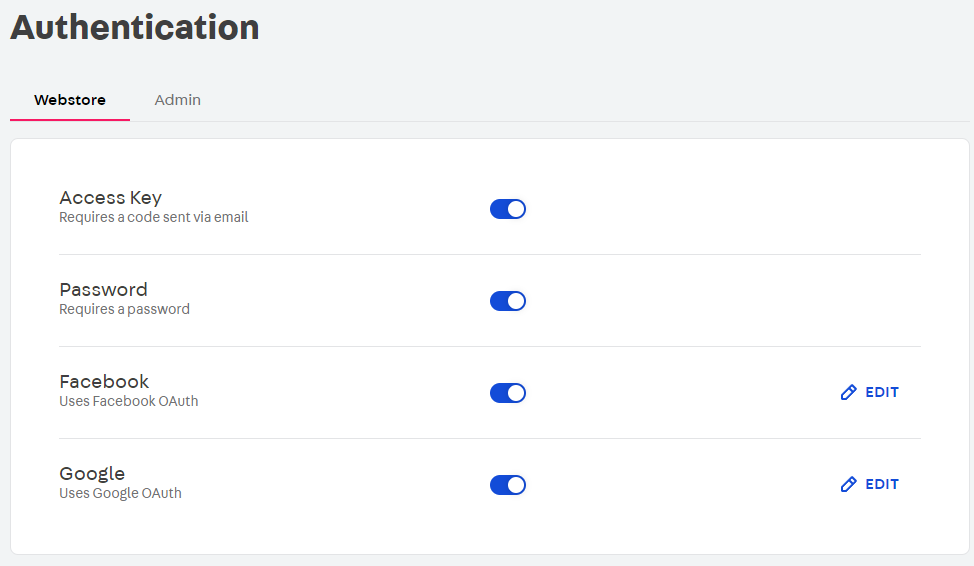 Authentication
Webstore
Admin
Access Key
Requires a code sent via email
Password
Requires a password
Facebook
Uses Facebook OAuth
EDIT
Google
Uses Google OAuth
EDIT